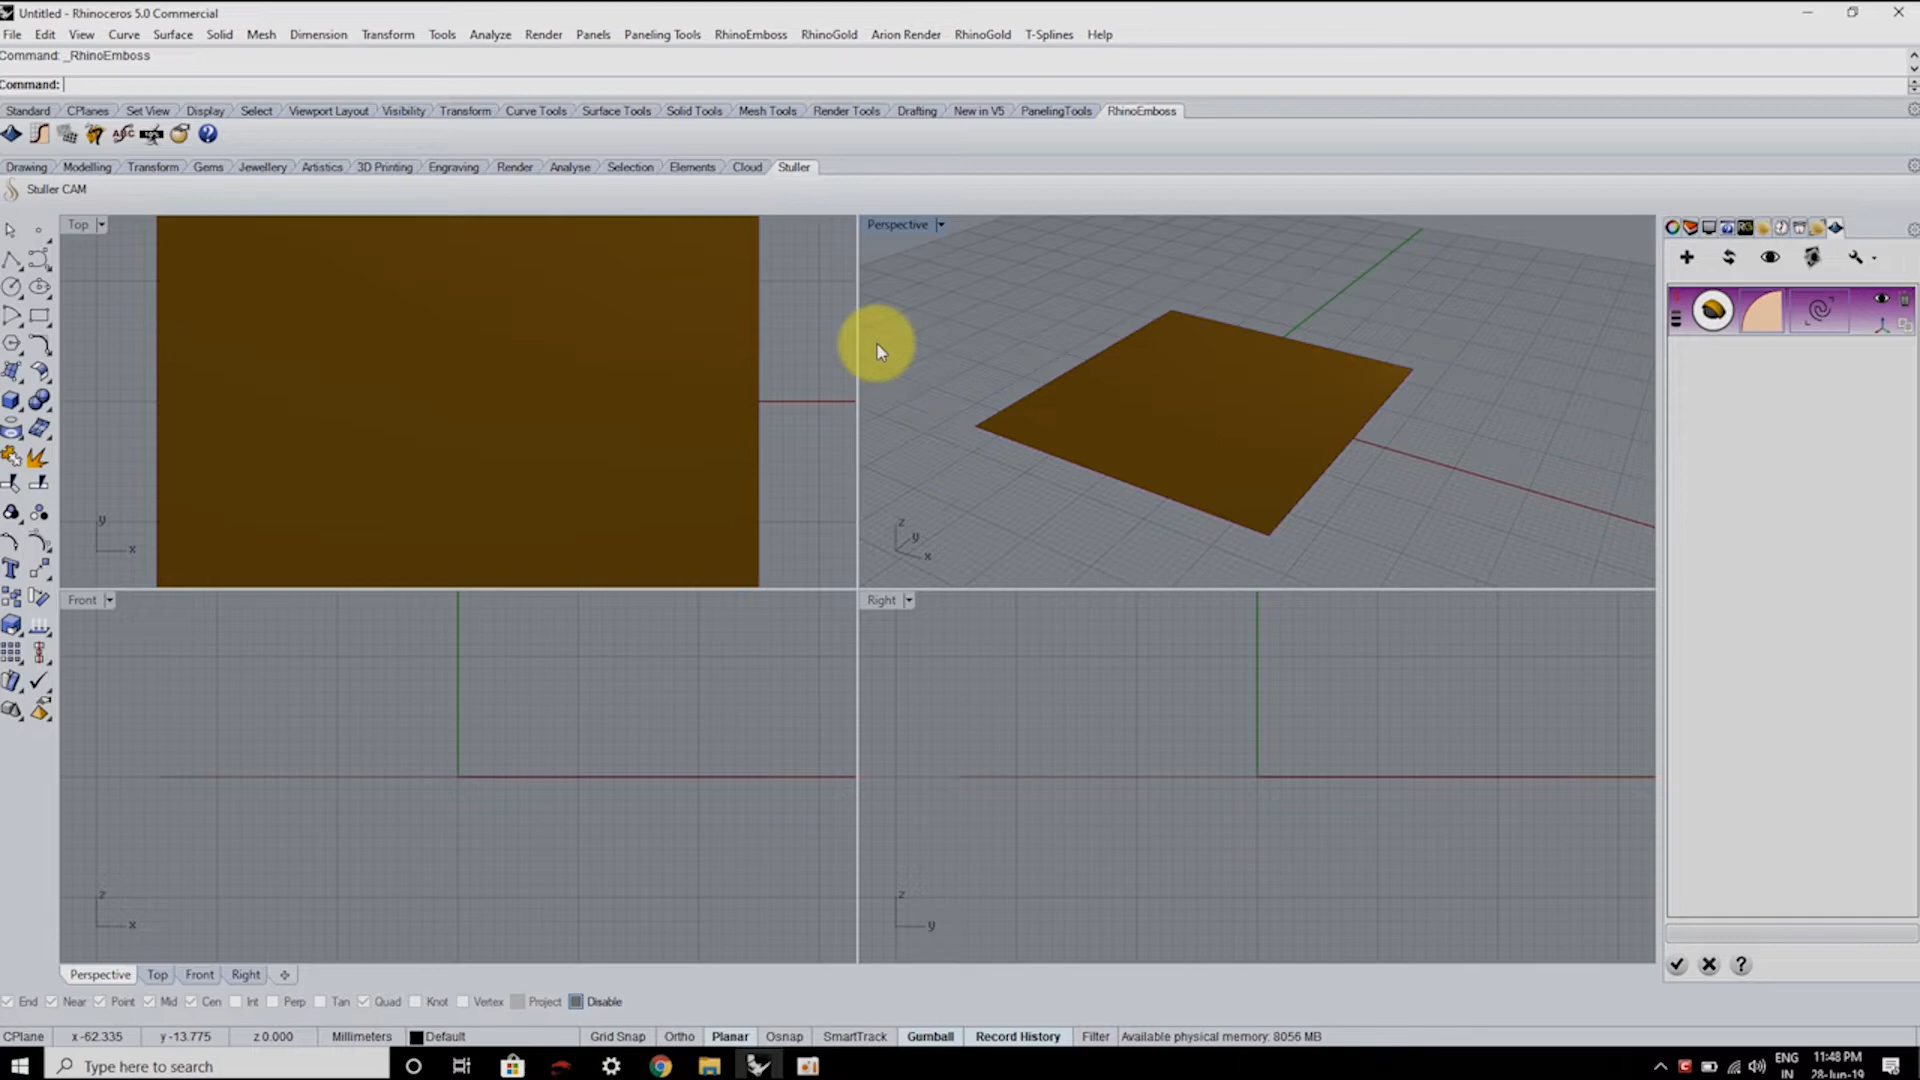 Untitled - Rhinoceros 5.0 Commercial
File Edit View Curve Surface Solid Mesh Dimension Transform Tools Analyze Render Panels Paneling Tools RhinoEmboss RhinoGold Arion Render RhinoGold T-Splines Help
Command: _RhinoEmboss
Command:
Standard CPlanes Set View Display Select Viewport Layout Visibility Transform Curve Tools Surface Tools Solid Tools Mesh Tools Render Tools Drafting New in V5 PanelingTools RhinoEmboss
Drawing Modelling Transform Gems Jewellery Artistics 3D Printing Engraving Render Analyse Selection Elements Cloud Stuller
Stuller CAM
Top Perspective
y x
z y x
Front Right
z x
z y
Perspective Top Front Right
End Near Point Mid Cen Int Perp Tan Quad Knot Vertex Project Disable
CPlane x -62.335 y -13.775 z 0.000 Millimeters Default Grid Snap Ortho Planar Osnap SmartTrack Gumball Record History Filter Available physical memory: 8056 MB
Type here to search
ENG 11:48 PM
IN 28-Jun-19